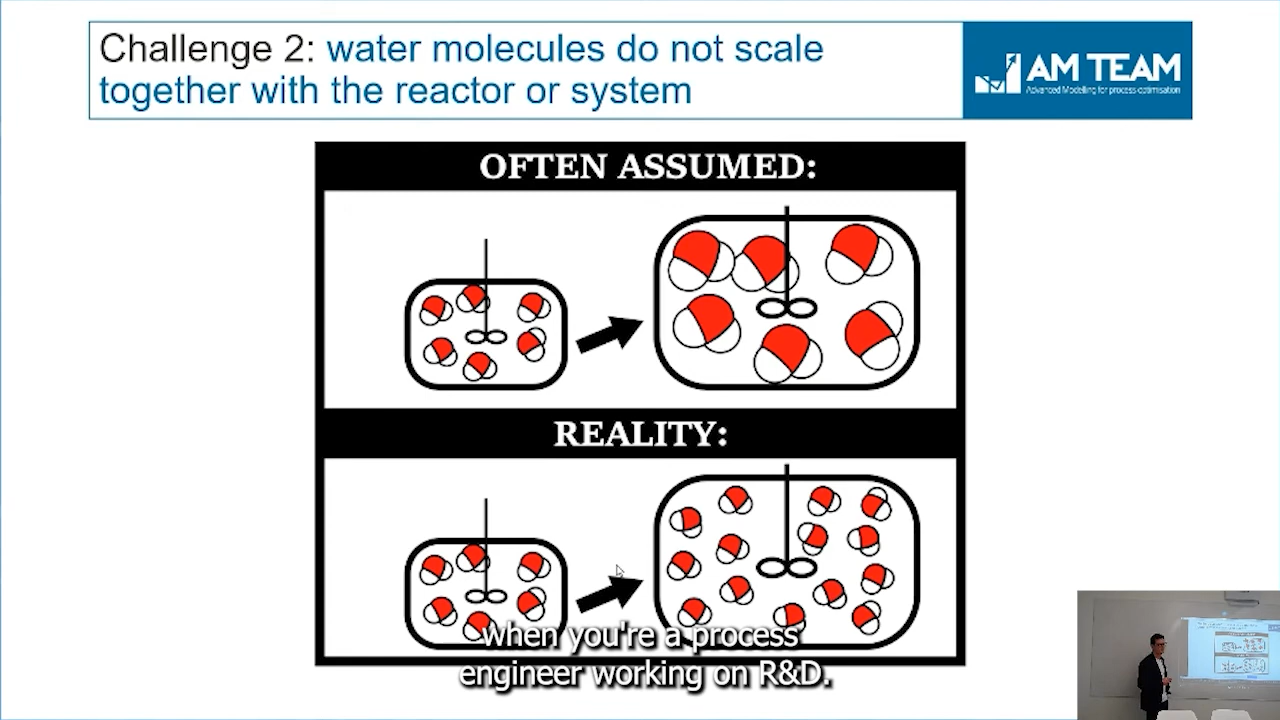 Challenge 2: water molecules do not scale
together with the reactor or system
AM TEAM
Advanced Modelling for process optimisation
OFTEN ASSUMED:
REALITY:
when you're a process
engineer working on R&D.